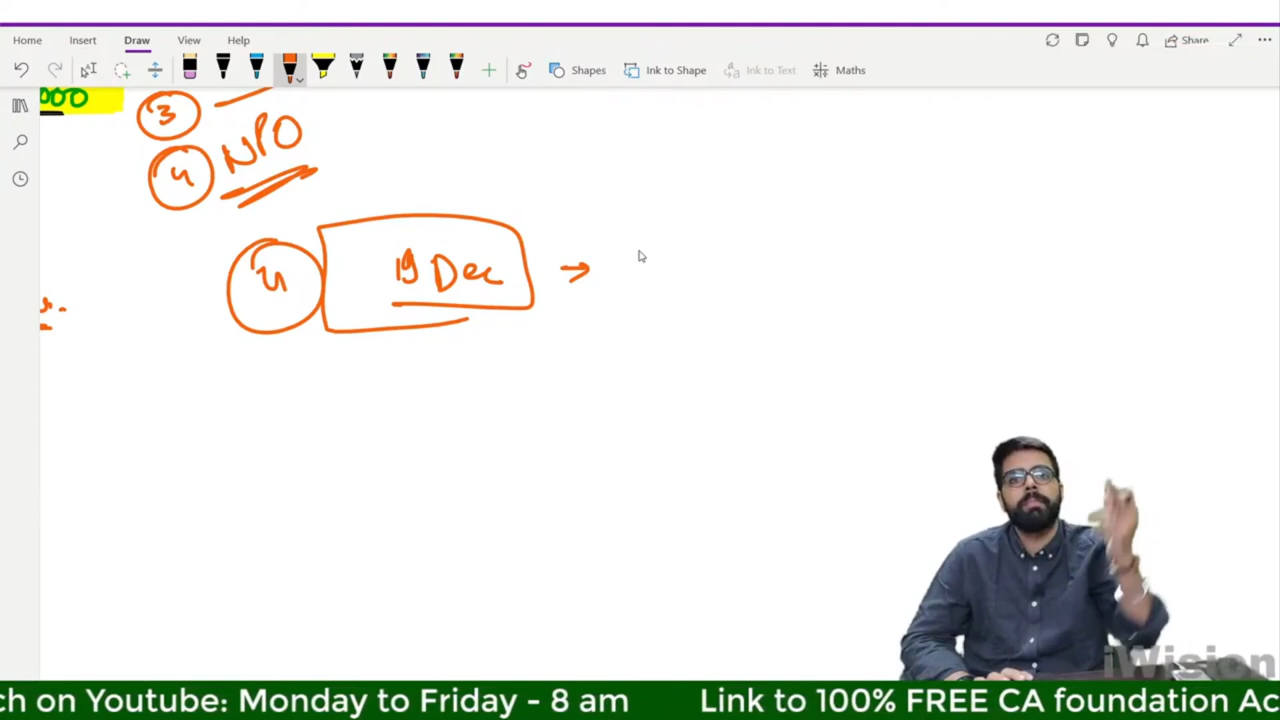 Home Insert Draw View Help Share
Shapes Ink to Shape Ink to Text Maths
000
3
4 NPO
4 19 Dec →
iWision
ch on Youtube: Monday to Friday - 8 am Link to 100% FREE CA foundation Ac